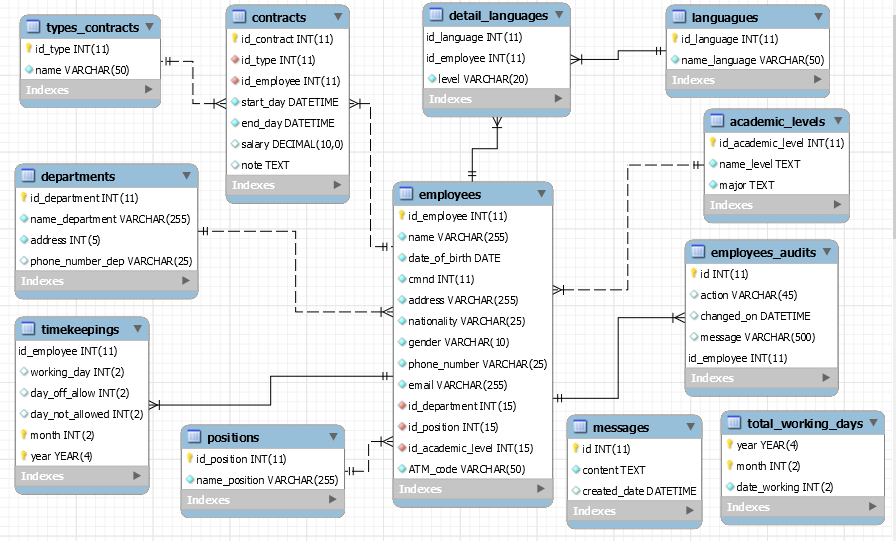 types_contracts
id_type INT(11)
name VARCHAR(50)
Indexes
contracts
id_contract INT(11)
id_type INT(11)
id_employee INT(11)
start_day DATETIME
end_day DATETIME
salary DECIMAL(10,0)
note TEXT
Indexes
detail_languages
id_language INT(11)
id_employee INT(11)
level VARCHAR(20)
Indexes
languagues
id_language INT(11)
name_language VARCHAR(50)
Indexes
academic_levels
id_academic_level INT(11)
name_level TEXT
major TEXT
Indexes
departments
id_department INT(11)
name_department VARCHAR(255)
address INT(5)
phone_number_dep VARCHAR(25)
Indexes
employees
id_employee INT(11)
name VARCHAR(255)
date_of_birth DATE
cmnd INT(11)
address VARCHAR(255)
nationality VARCHAR(25)
gender VARCHAR(10)
phone_number VARCHAR(25)
email VARCHAR(255)
id_department INT(15)
id_position INT(15)
id_academic_level INT(15)
ATM_code VARCHAR(50)
Indexes
employees_audits
id INT(11)
action VARCHAR(45)
changed_on DATETIME
message VARCHAR(500)
id_employee INT(11)
Indexes
timekeepings
id_employee INT(11)
working_day INT(2)
day_off_allow INT(2)
day_not_allowed INT(2)
month INT(2)
year YEAR(4)
Indexes
positions
id_position INT(11)
name_position VARCHAR(255)
Indexes
messages
id INT(11)
content TEXT
created_date DATETIME
Indexes
total_working_days
year YEAR(4)
month INT(2)
date_working INT(2)
Indexes